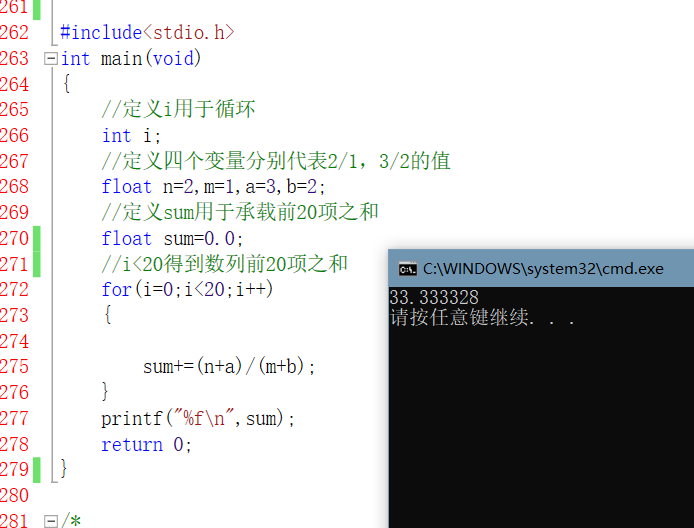 261
262 #include<stdio.h>
263 int main(void)
264 {
265 //定义i用于循环
266 int i;
267 //定义四个变量分别代表2/1，3/2的值
268 float n=2,m=1,a=3,b=2;
269 //定义sum用于承载前20项之和
270 float sum=0.0;
271 //i<20得到数列前20项之和
272 for(i=0;i<20;i++)
273 {
274
275 sum+=(n+a)/(m+b);
276 }
277 printf("%f\n",sum);
278 return 0;
279 }
280
281 /*
C:\WINDOWS\system32\cmd.exe
33.333328
请按任意键继续. . .